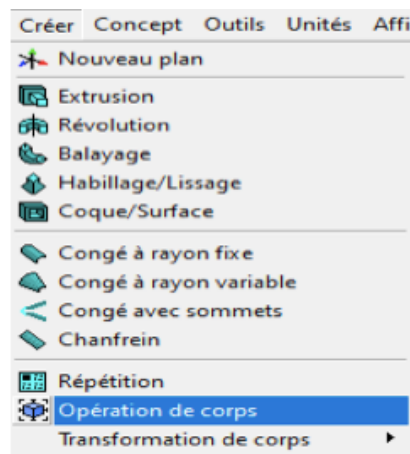 Créer Concept Outils Unités Affi
Nouveau plan
Extrusion
Révolution
Balayage
Habillage/Lissage
Coque/Surface
Congé à rayon fixe
Congé à rayon variable
Congé avec sommets
Chanfrein
Répétition
Opération de corps
Transformation de corps